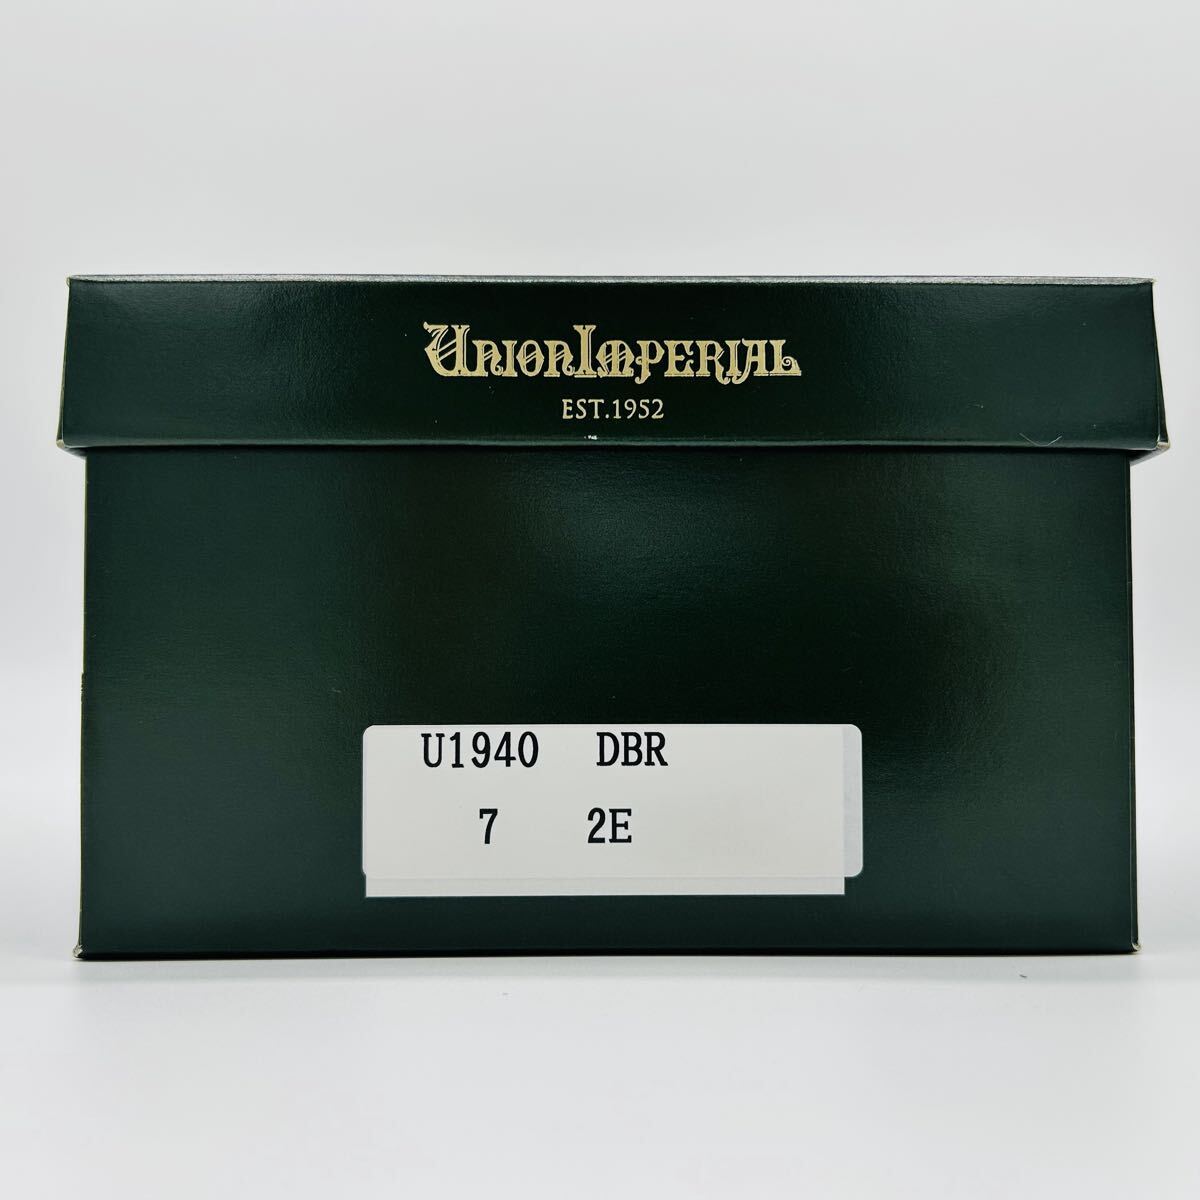 UNIONIMPERIAL
EST.1952
U1940 DBR
7 2E